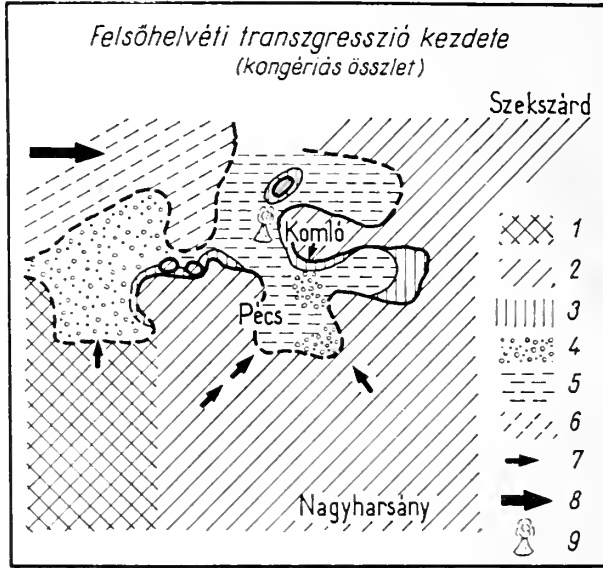 Felsőhelvéti transzgresszió kezdete
(kongériás összlet)
Szekszárd
Komló
Pécs
Nagyharsány
1
2
3
4
5
6
7
8
9